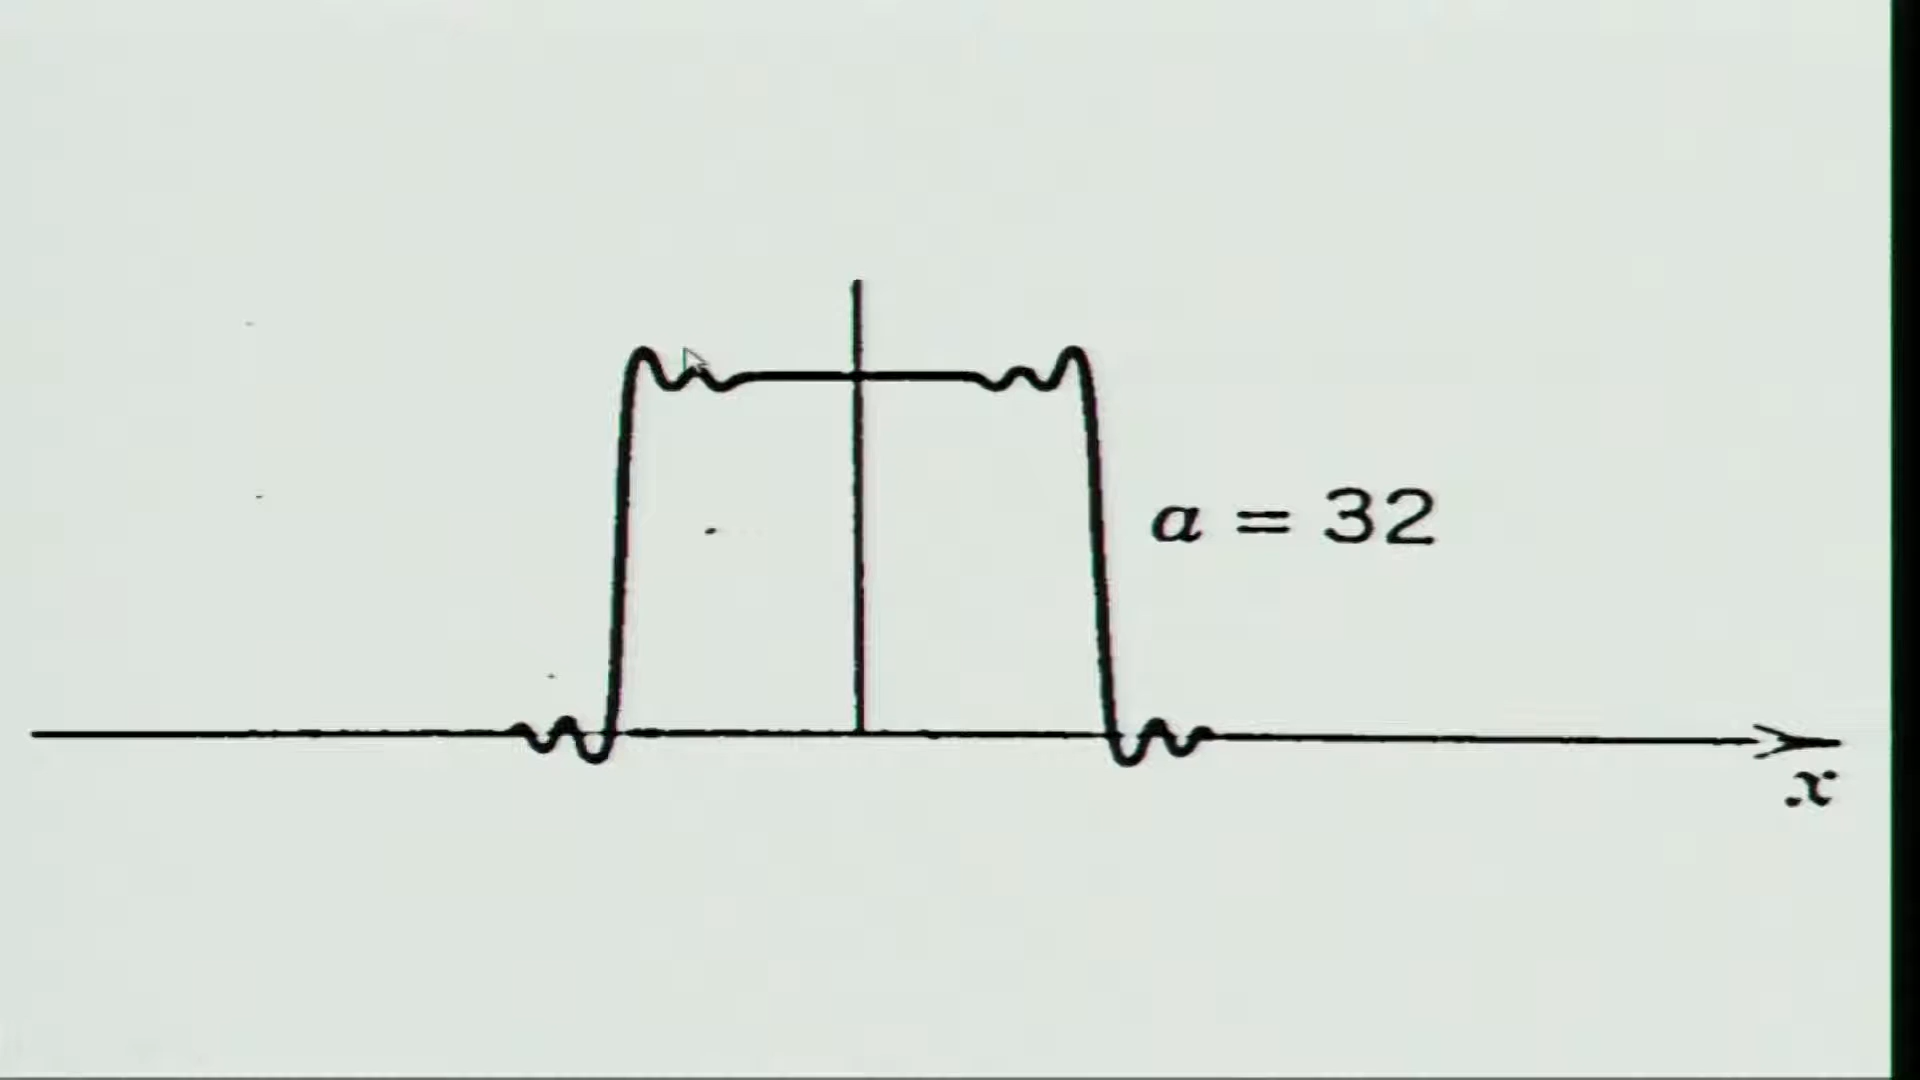 a = 32
x